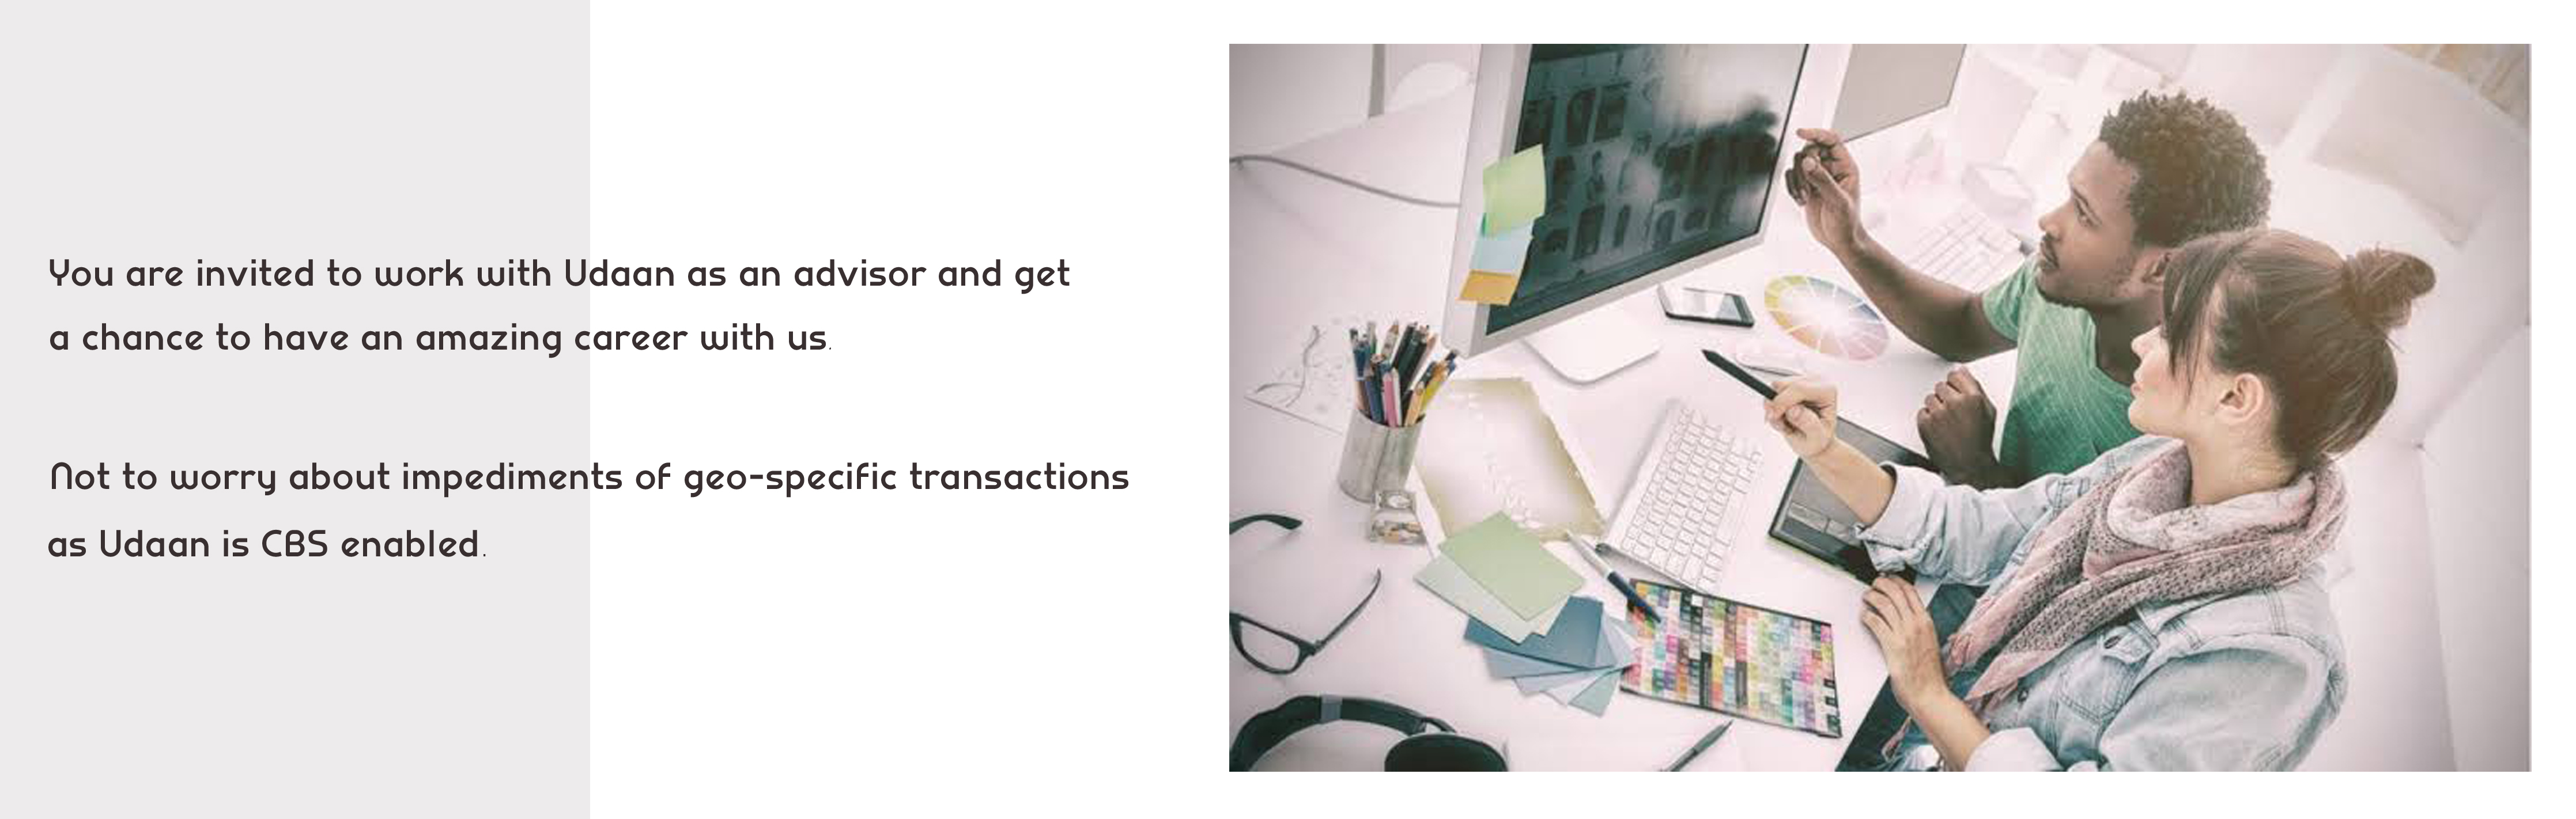 You are invited to work with Udaan as an advisor and get
a chance to have an amazing career with us.
Not to worry about impediments of geo-specific transactions
as Udaan is CBS enabled.